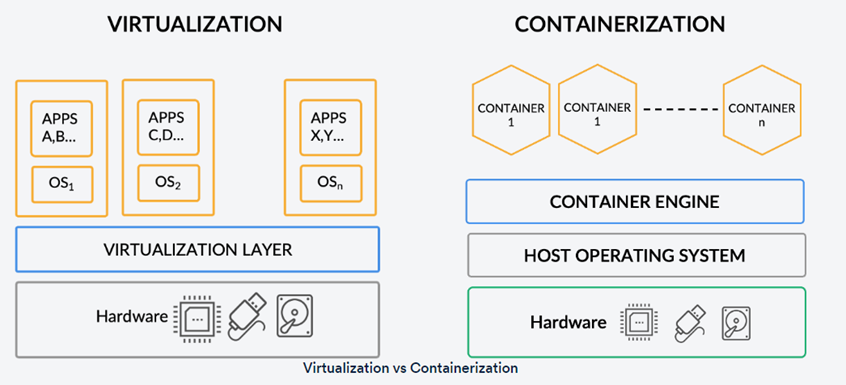 VIRTUALIZATION
APPS
A,B...
OS₁
APPS
C,D...
OS₂
APPS
X,Y...
OSₙ
VIRTUALIZATION LAYER
Hardware
CONTAINERIZATION
CONTAINER
1
CONTAINER
1
CONTAINER
n
CONTAINER ENGINE
HOST OPERATING SYSTEM
Hardware
Virtualization vs Containerization